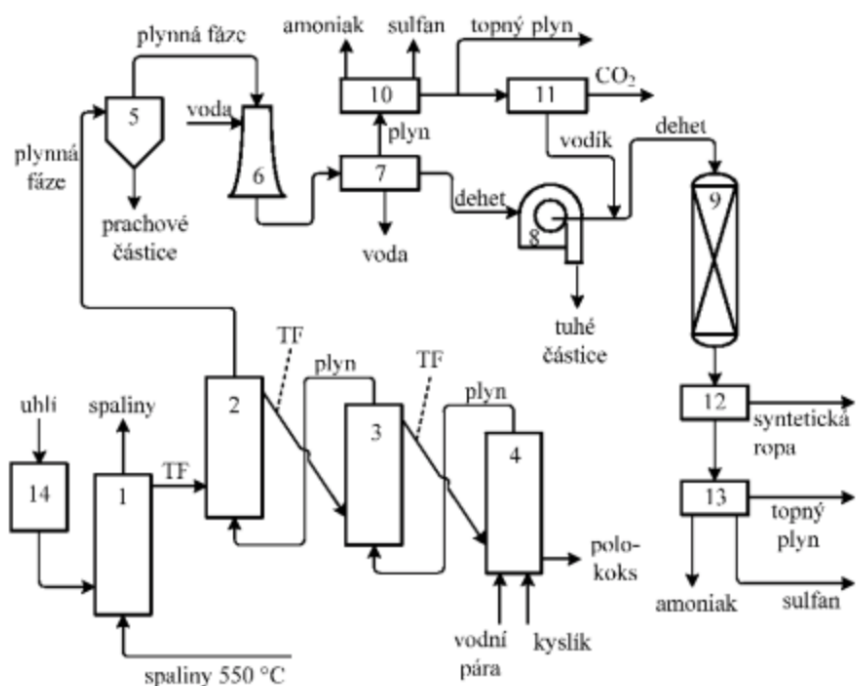 plynná fáze
amoniak
sulfan
topný plyn
5
voda
6
10
11
CO2
plyn
vodík
dehet
plynná
fáze
7
dehet
8
9
prachové
částice
voda
tuhé
částice
TF
plyn
TF
plyn
uhlí
spaliny
2
3
4
12
syntetická
ropa
14
1
TF
13
topný
plyn
polo-
koks
amoniak
sulfan
vodní
pára
kyslík
spaliny 550 °C